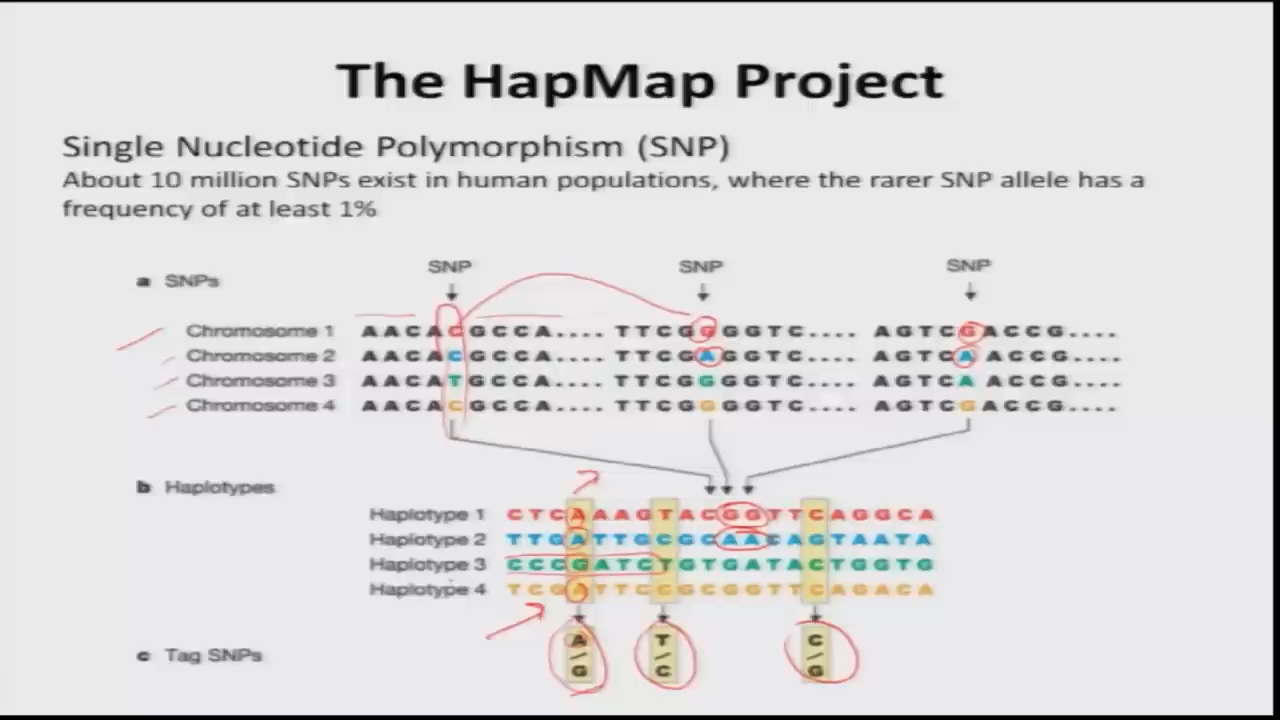 The HapMap Project
Single Nucleotide Polymorphism (SNP)
About 10 million SNPs exist in human populations, where the rarer SNP allele has a
frequency of at least 1%
SNP SNP SNP
a SNPs
Chromosome 1 AACACGCCA.... TTCGGGGTC.... AGTCGACCG....
Chromosome 2 AACACGCCA.... TTCGAGGTC.... AGTCAACCG....
Chromosome 3 AACATGCCA.... TTCGGGGTC.... AGTCAACCG....
Chromosome 4 AACACGCCA.... TTCGGGGTC.... AGTCGACCG....
b Haplotypes
Haplotype 1 CTCAAAGTACGGTTCAGGCA
Haplotype 2 TTGATTGCGCAACAGTAATA
Haplotype 3 CCCGATCTGTGATACTGGTG
Haplotype 4 TCGATTCCGCGGTTCAGACA
c Tag SNPs
A/G T/C C/G